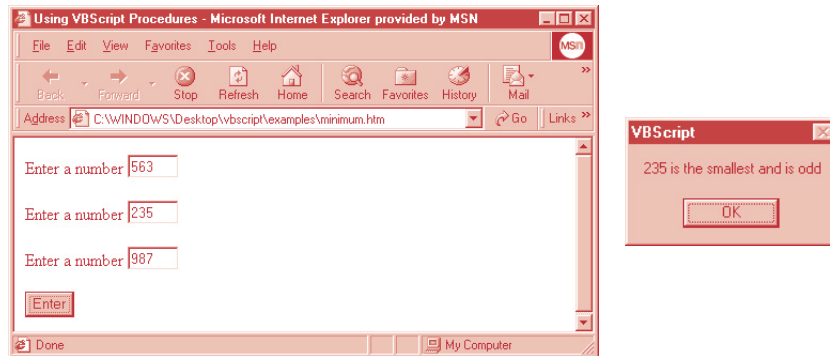 Using VBScript Procedures - Microsoft Internet Explorer provided by MSN
File Edit View Favorites Tools Help
msn
Back Forward Stop Refresh Home Search Favorites History Mail »
Address C:\WINDOWS\Desktop\vbscript\examples\minimum.htm Go Links »
Enter a number 563
Enter a number 235
Enter a number 987
Enter
Done My Computer
VBScript
235 is the smallest and is odd
OK